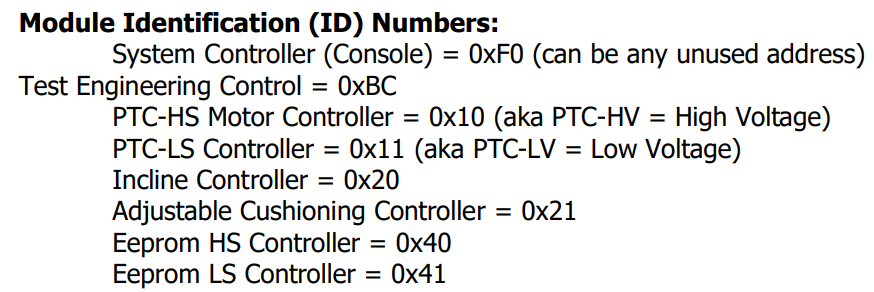 Module Identification (ID) Numbers:
System Controller (Console) = 0xF0 (can be any unused address)
Test Engineering Control = 0xBC
PTC-HS Motor Controller = 0x10 (aka PTC-HV = High Voltage)
PTC-LS Controller = 0x11 (aka PTC-LV = Low Voltage)
Incline Controller = 0x20
Adjustable Cushioning Controller = 0x21
Eeprom HS Controller = 0x40
Eeprom LS Controller = 0x41